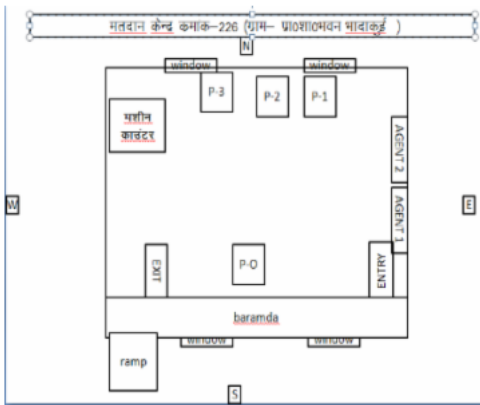 मतदान केन्द्र कमाक-226 (ग्राम- प्रा0शा0भवन भादाकुई )
N
window window
P-3 P-2 P-1
मशीन
काउंटर
AGENT 2
W
E
AGENT 1
EXIT
P-O
ENTRY
baramda
window window
ramp
S